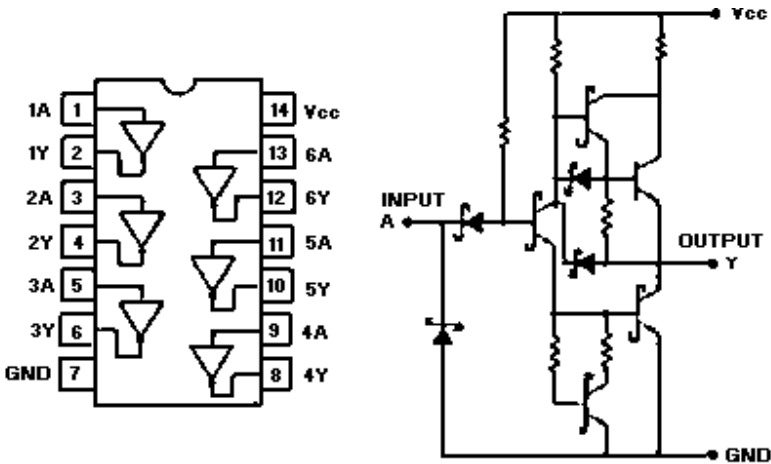 1A 1 14 Vcc
1Y 2 13 6A
2A 3 12 6Y
2Y 4 11 5A
3A 5 10 5Y
3Y 6 9 4A
GND 7 8 4Y
Vcc
INPUT
A
OUTPUT
Y
GND